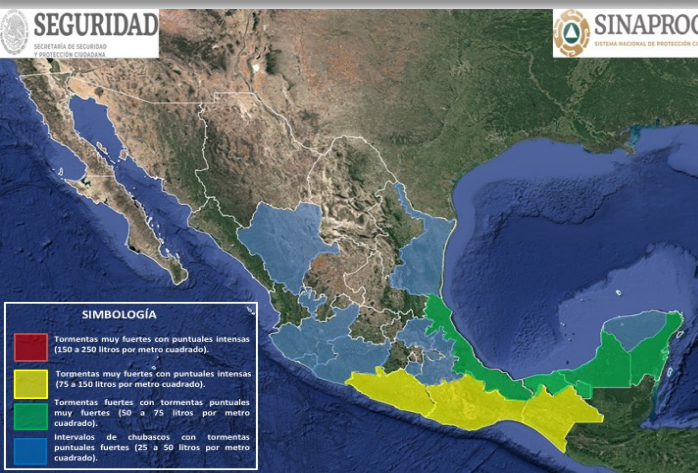 SEGURIDAD
SECRETARÍA DE SEGURIDAD
Y PROTECCIÓN CIUDADANA
SINAPROC
SISTEMA NACIONAL DE PROTECCIÓN CI
SIMBOLOGÍA
Tormentas muy fuertes con puntuales intensas
(150 a 250 litros por metro cuadrado).
Tormentas muy fuertes con puntuales intensas
(75 a 150 litros por metro cuadrado).
Tormentas fuertes con tormentas puntuales
muy fuertes (50 a 75 litros por metro
cuadrado).
Intervalos de chubascos con tormentas
puntuales fuertes (25 a 50 litros por metro
cuadrado).